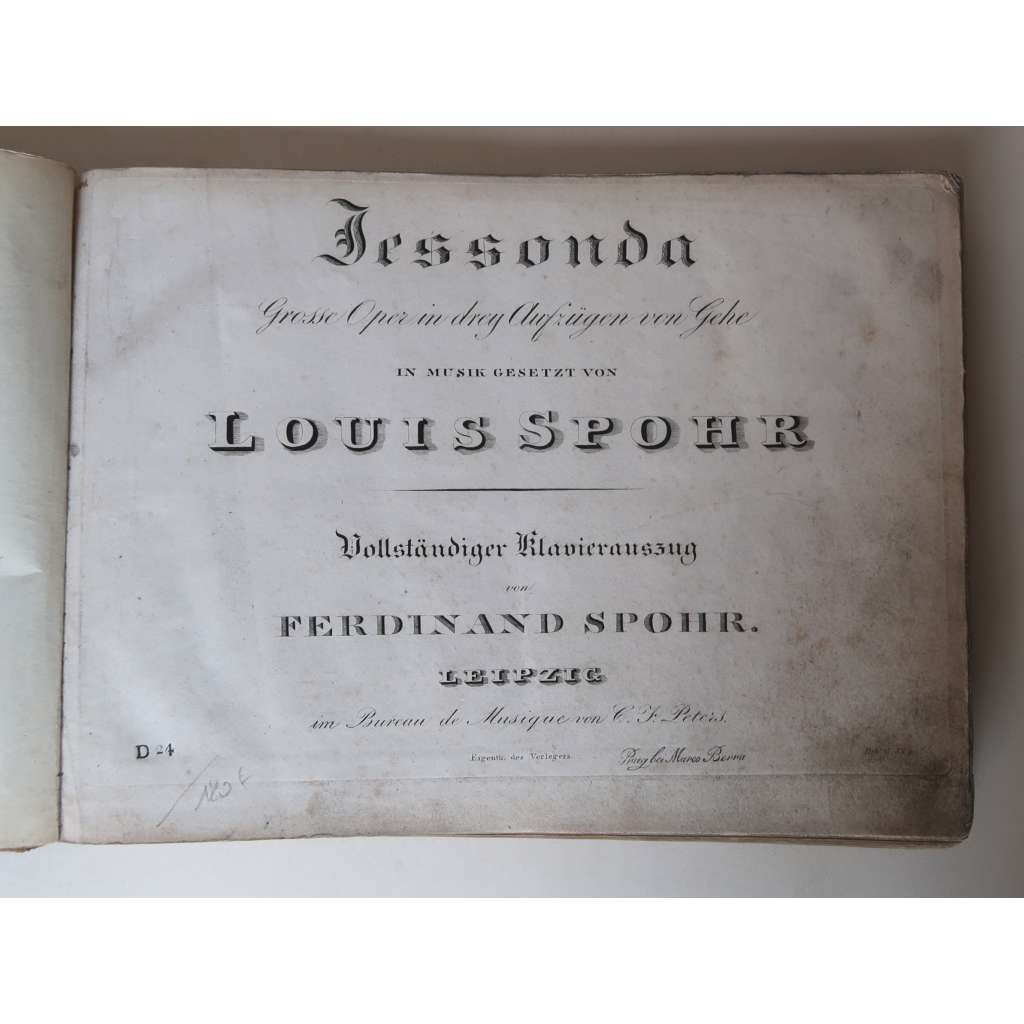 Jessonda
Grosse Oper in drey Aufzügen von Gehe
IN MUSIK GESETZT VON
LOUIS SPOHR
Vollständiger Klavierauszug
von
FERDINAND SPOHR.
LEIPZIG
im Bureau de Musique von C. F. Peters.
D 24
Eigenth. des Verlegers.
Prag bei Marco Berra